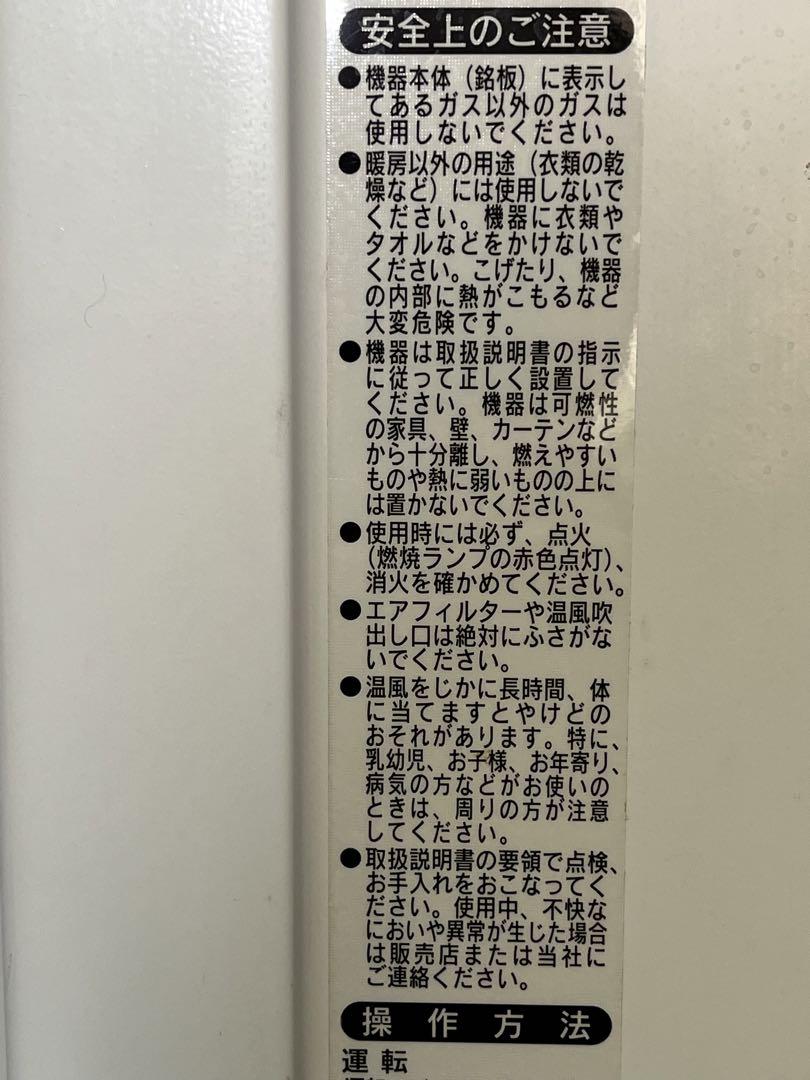 安全上のご注意
●機器本体（銘板）に表示し
てあるガス以外のガスは
使用しないでください。
●暖房以外の用途（衣類の乾
燥など）には使用しないで
ください。機器に衣類や
タオルなどをかけないで
ください。こげたり、機器
の内部に熱がこもるなど
大変危険です。
●機器は取扱説明書の指示
に従って正しく設置して
ください。機器は可燃性
の家具、壁、カーテンなど
から十分離し、燃えやすい
ものや熱に弱いものの上に
は置かないでください。
●使用時には必ず、点火
（燃焼ランプの赤色点灯）、
消火を確かめてください。
●エアフィルターや温風吹
出し口は絶対にふさがな
いでください。
●温風をじかに長時間、体
に当てますとやけどの
おそれがあります。特に、
乳幼児、お子様、お年寄り、
病気の方などがお使いの
ときは、周りの方が注意
してください。
●取扱説明書の要領で点検、
お手入れをおこなってく
ださい。使用中、不快な
においや異常が生じた場合
は販売店または当社に
ご連絡ください。
操作方法
運転